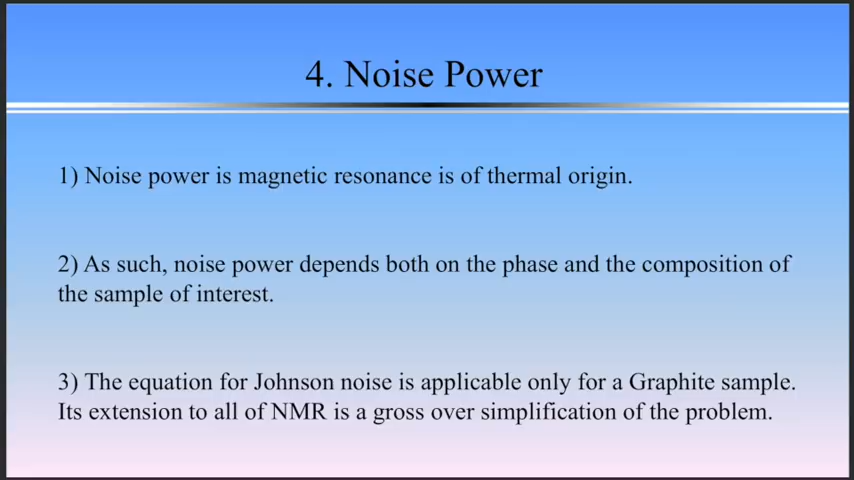 4. Noise Power
1) Noise power is magnetic resonance is of thermal origin.
2) As such, noise power depends both on the phase and the composition of
the sample of interest.
3) The equation for Johnson noise is applicable only for a Graphite sample.
Its extension to all of NMR is a gross over simplification of the problem.